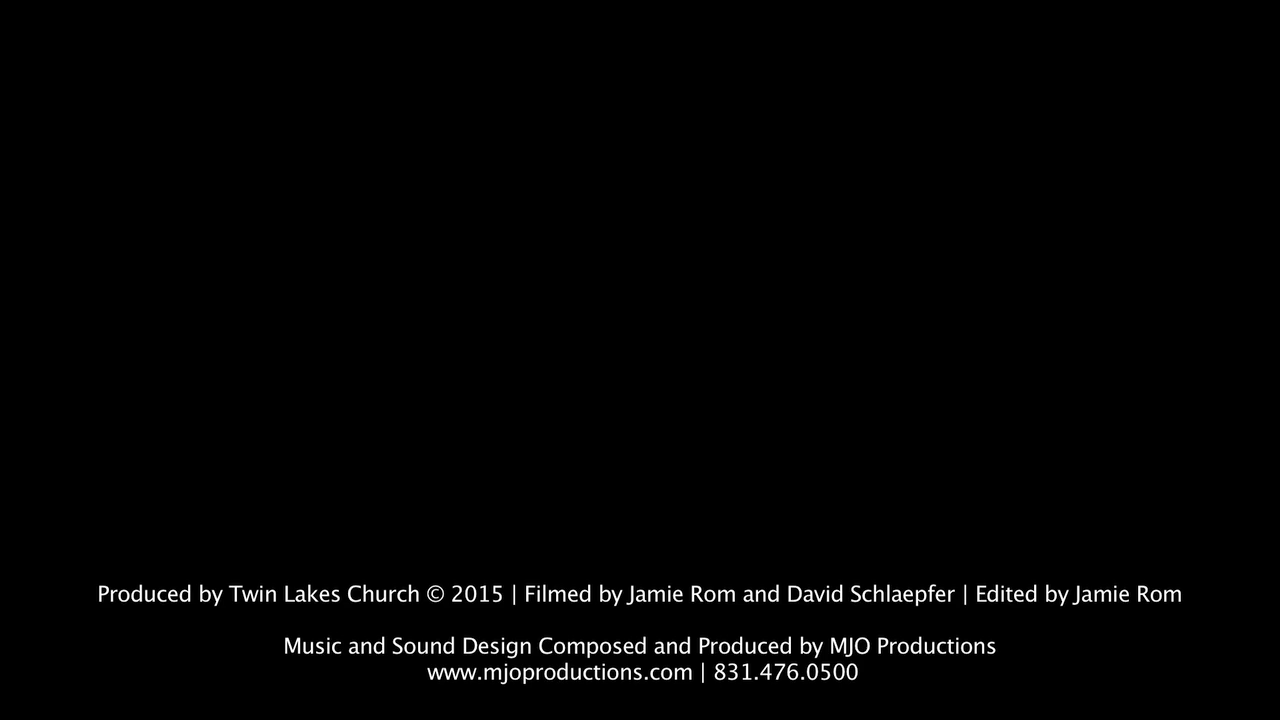 Produced by Twin Lakes Church © 2015 | Filmed by Jamie Rom and David Schlaepfer | Edited by Jamie Rom
Music and Sound Design Composed and Produced by MJO Productions
www.mjoproductions.com | 831.476.0500